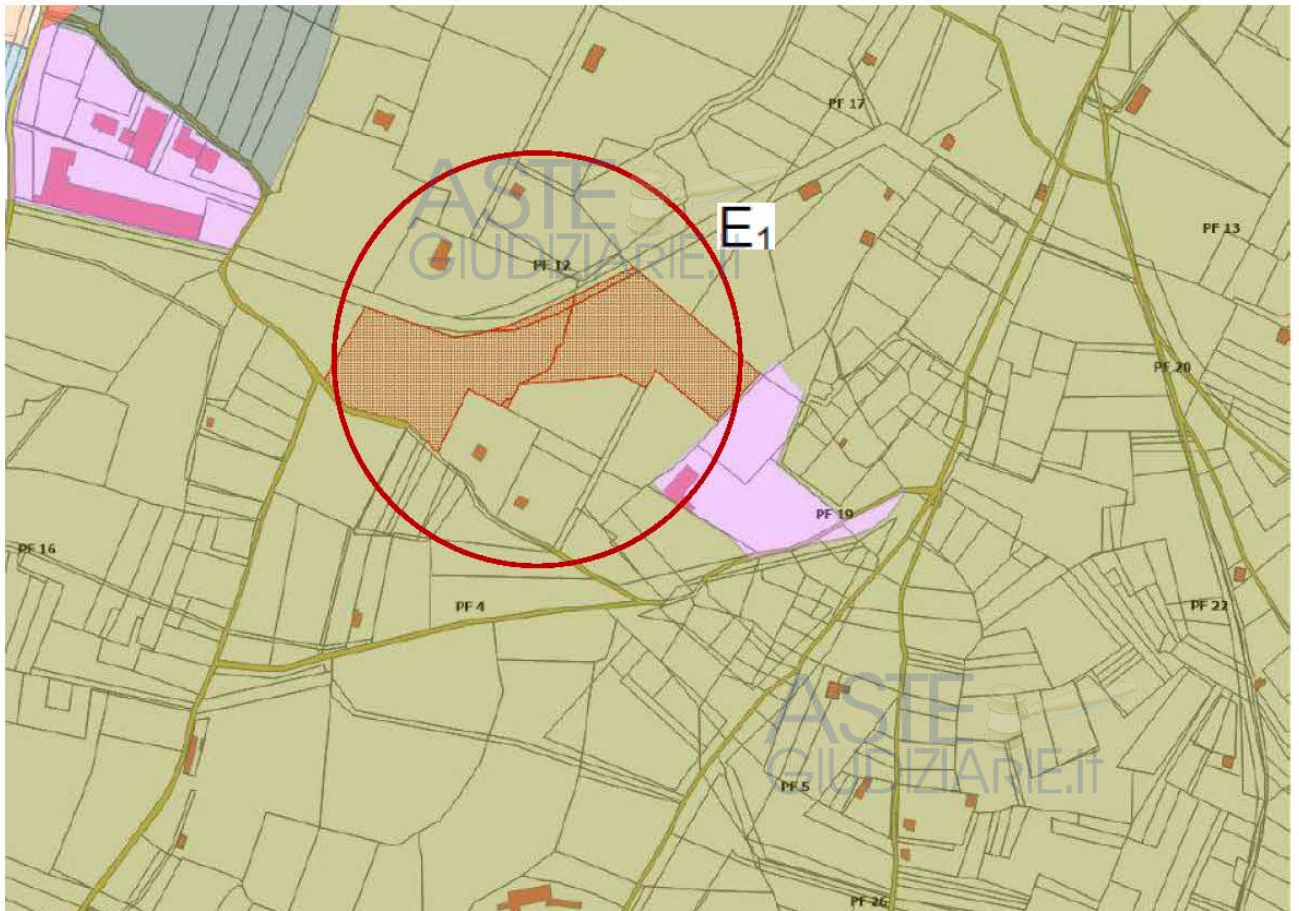 PF 17
ASTE
GIUDIZIARIE.it
E1
PF 13
PF 12
PF 20
PF 19
PF 16
PF 4
PF 22
ASTE
GIUDIZIARIE.it
PF 5
PF 26